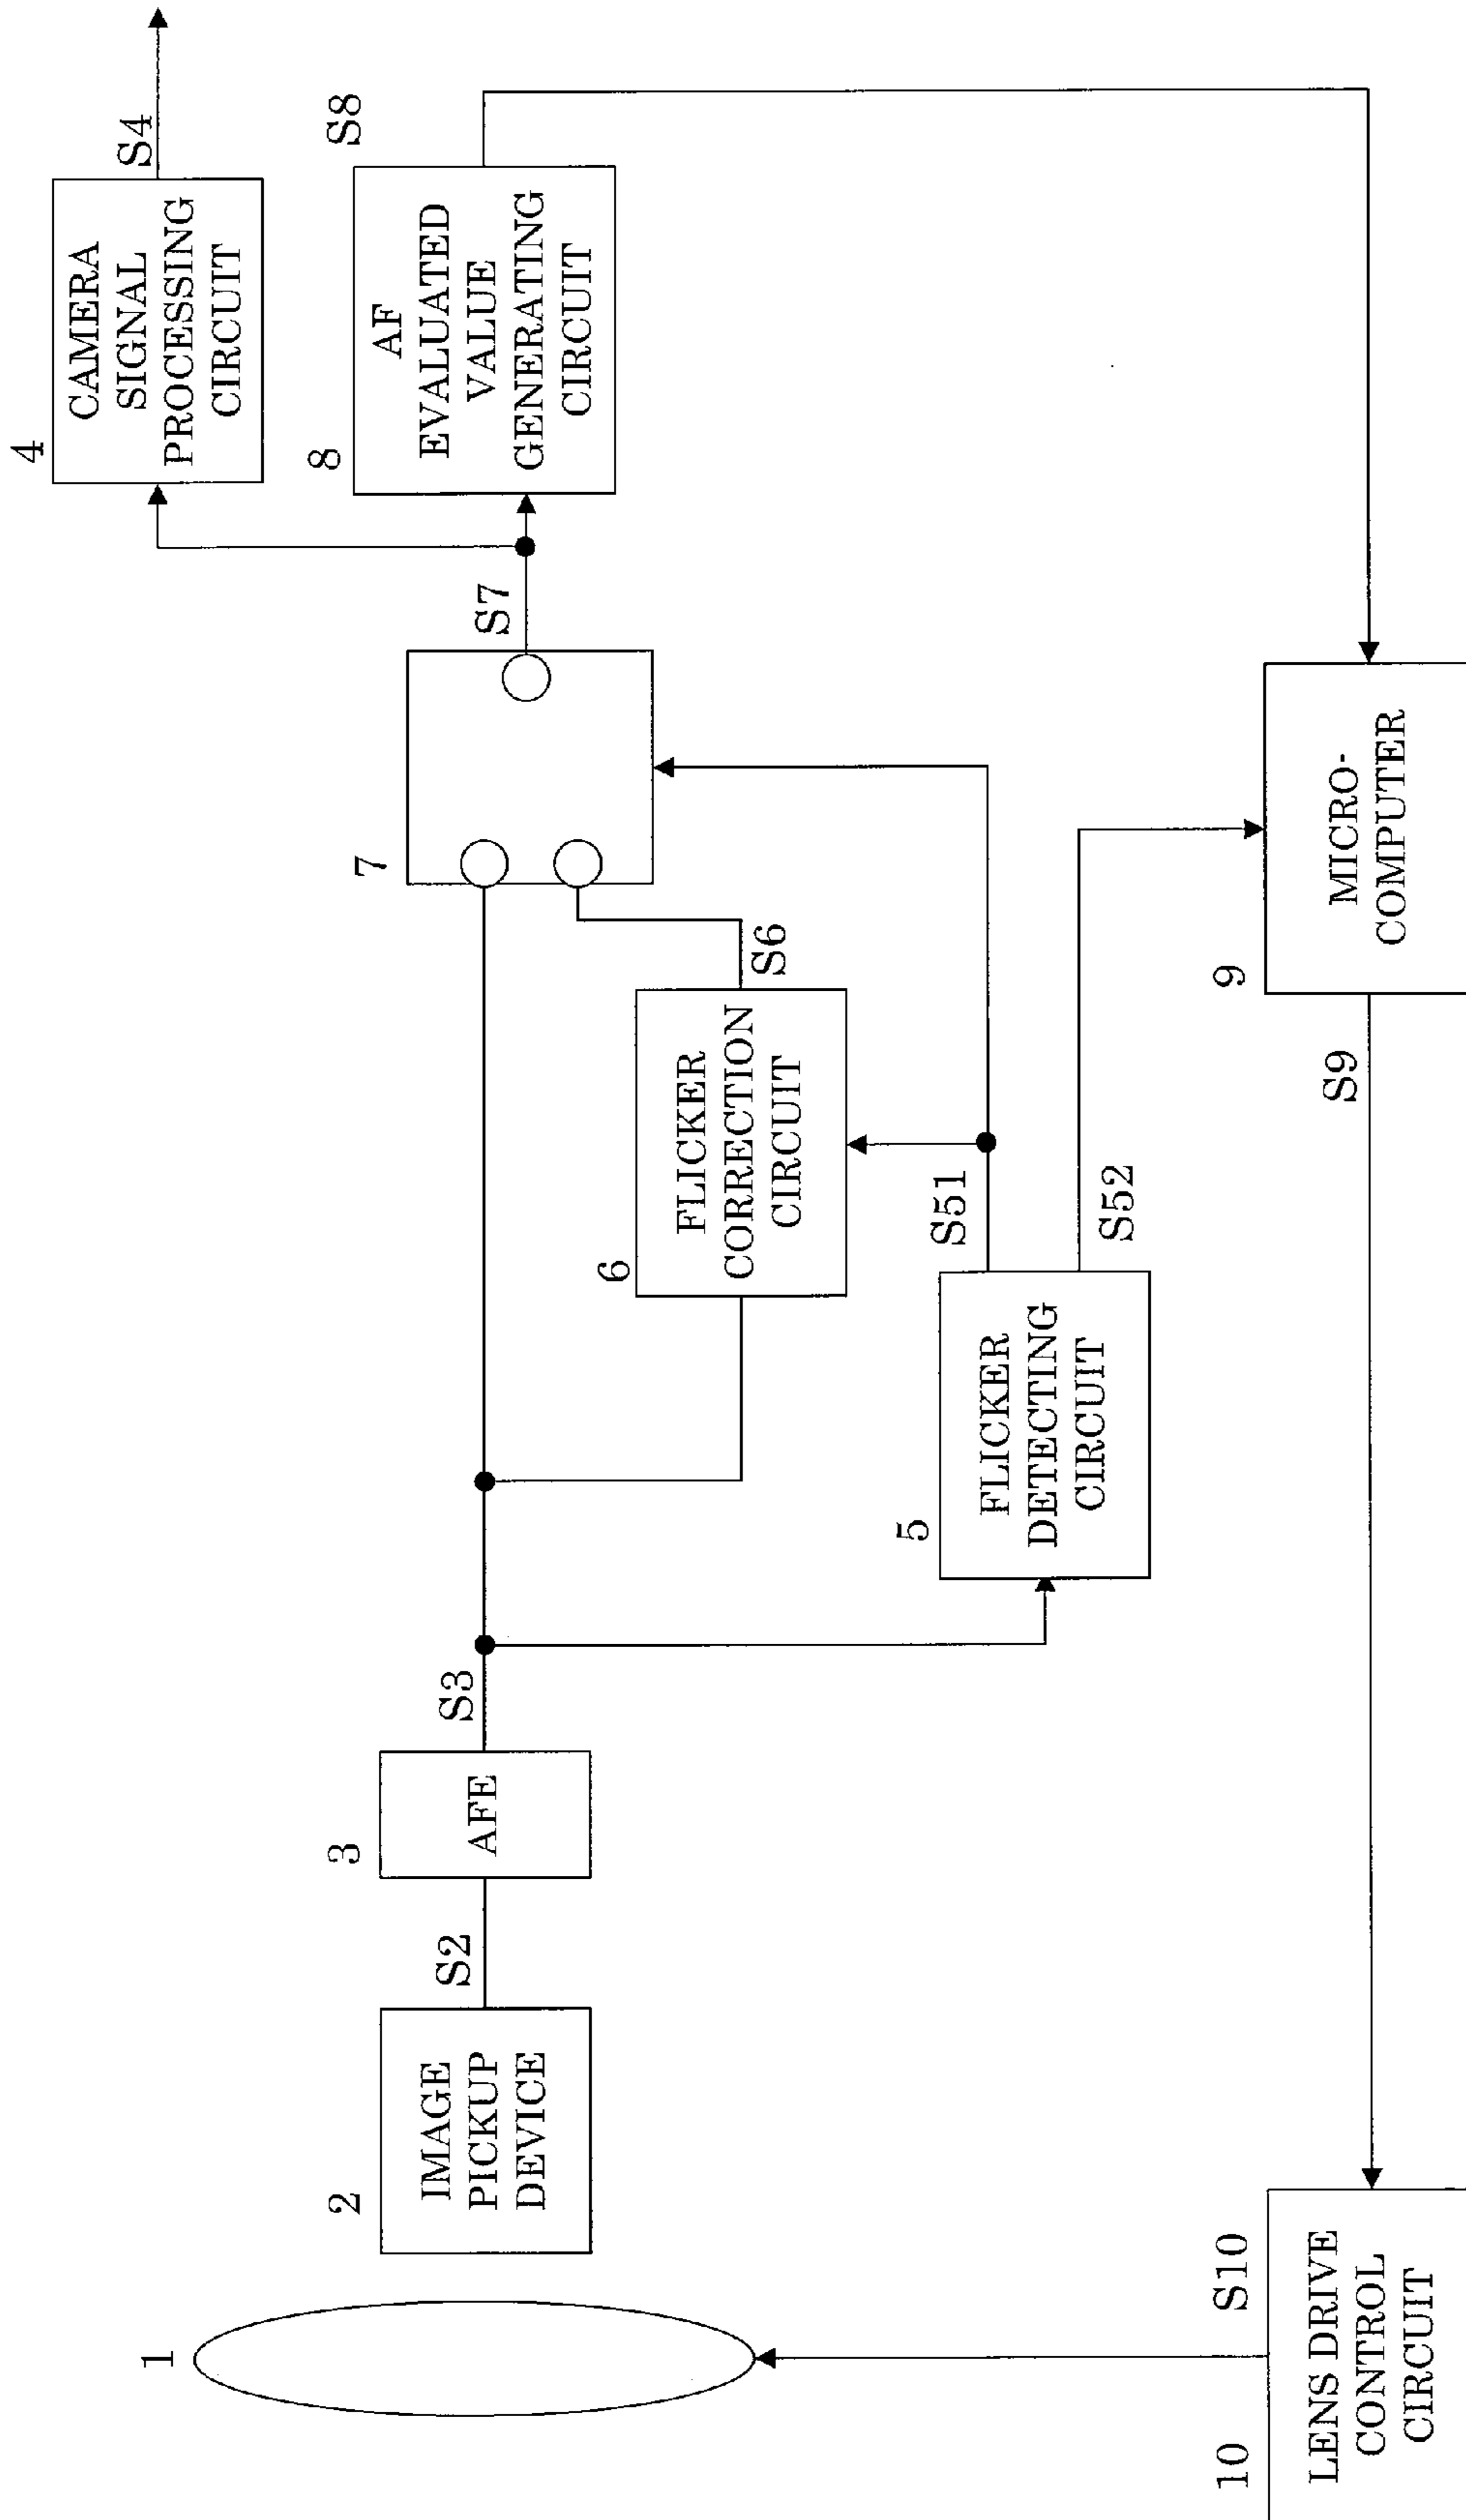 1
2
IMAGE
PICKUP
DEVICE
S2
3
AFE
S3
4
CAMERA
SIGNAL
PROCESSING
CIRCUIT
S4
5
FLICKER
DETECTING
CIRCUIT
S51
S52
6
FLICKER
CORRECTION
CIRCUIT
S6
7
S7
8
AF
EVALUATED
VALUE
GENERATING
CIRCUIT
S8
9
MICRO-
COMPUTER
S9
10
LENS DRIVE
CONTROL
CIRCUIT
S10